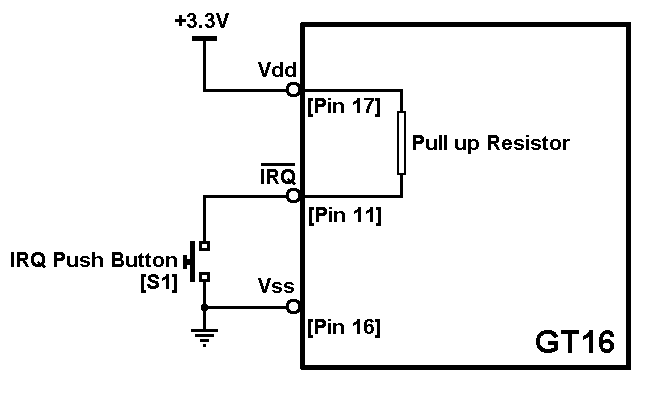 +3.3V
Vdd
[Pin 17]
Pull up Resistor
IRQ
[Pin 11]
IRQ Push Button
[S1]
Vss
[Pin 16]
GT16